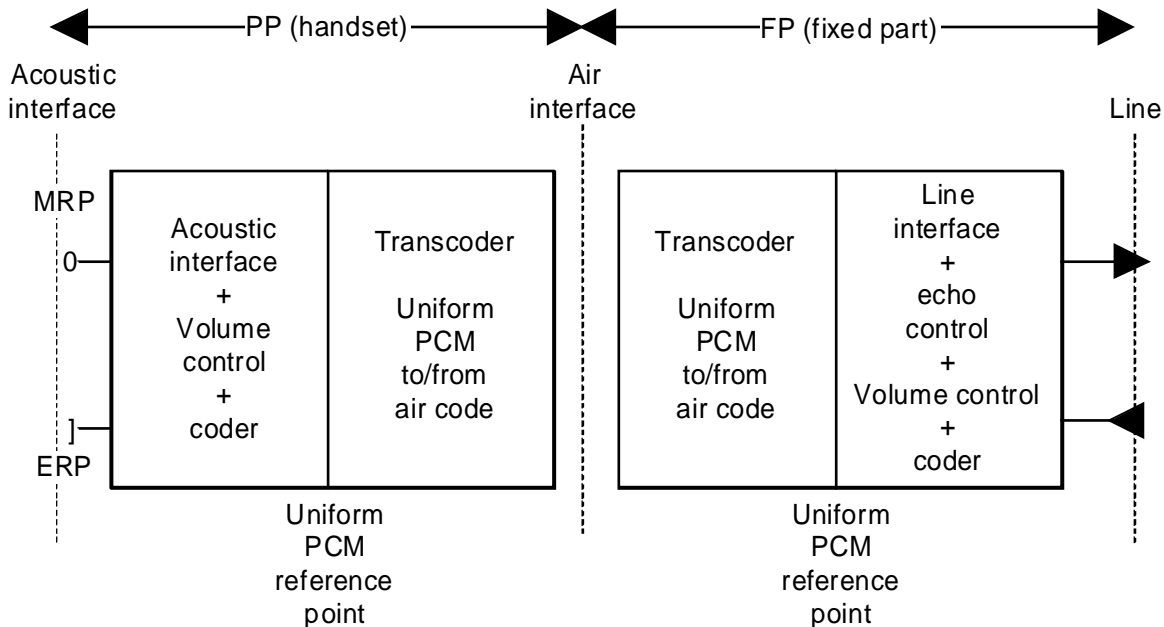 PP (handset)
FP (fixed part)
Acoustic
interface
Air
interface
Line
MRP
0
]
ERP
Acoustic
interface
+
Volume
control
+
coder
Transcoder
Uniform
PCM
to/from
air code
Transcoder
Uniform
PCM
to/from
air code
Line
interface
+
echo
control
+
Volume control
+
coder
Uniform
PCM
reference
point
Uniform
PCM
reference
point